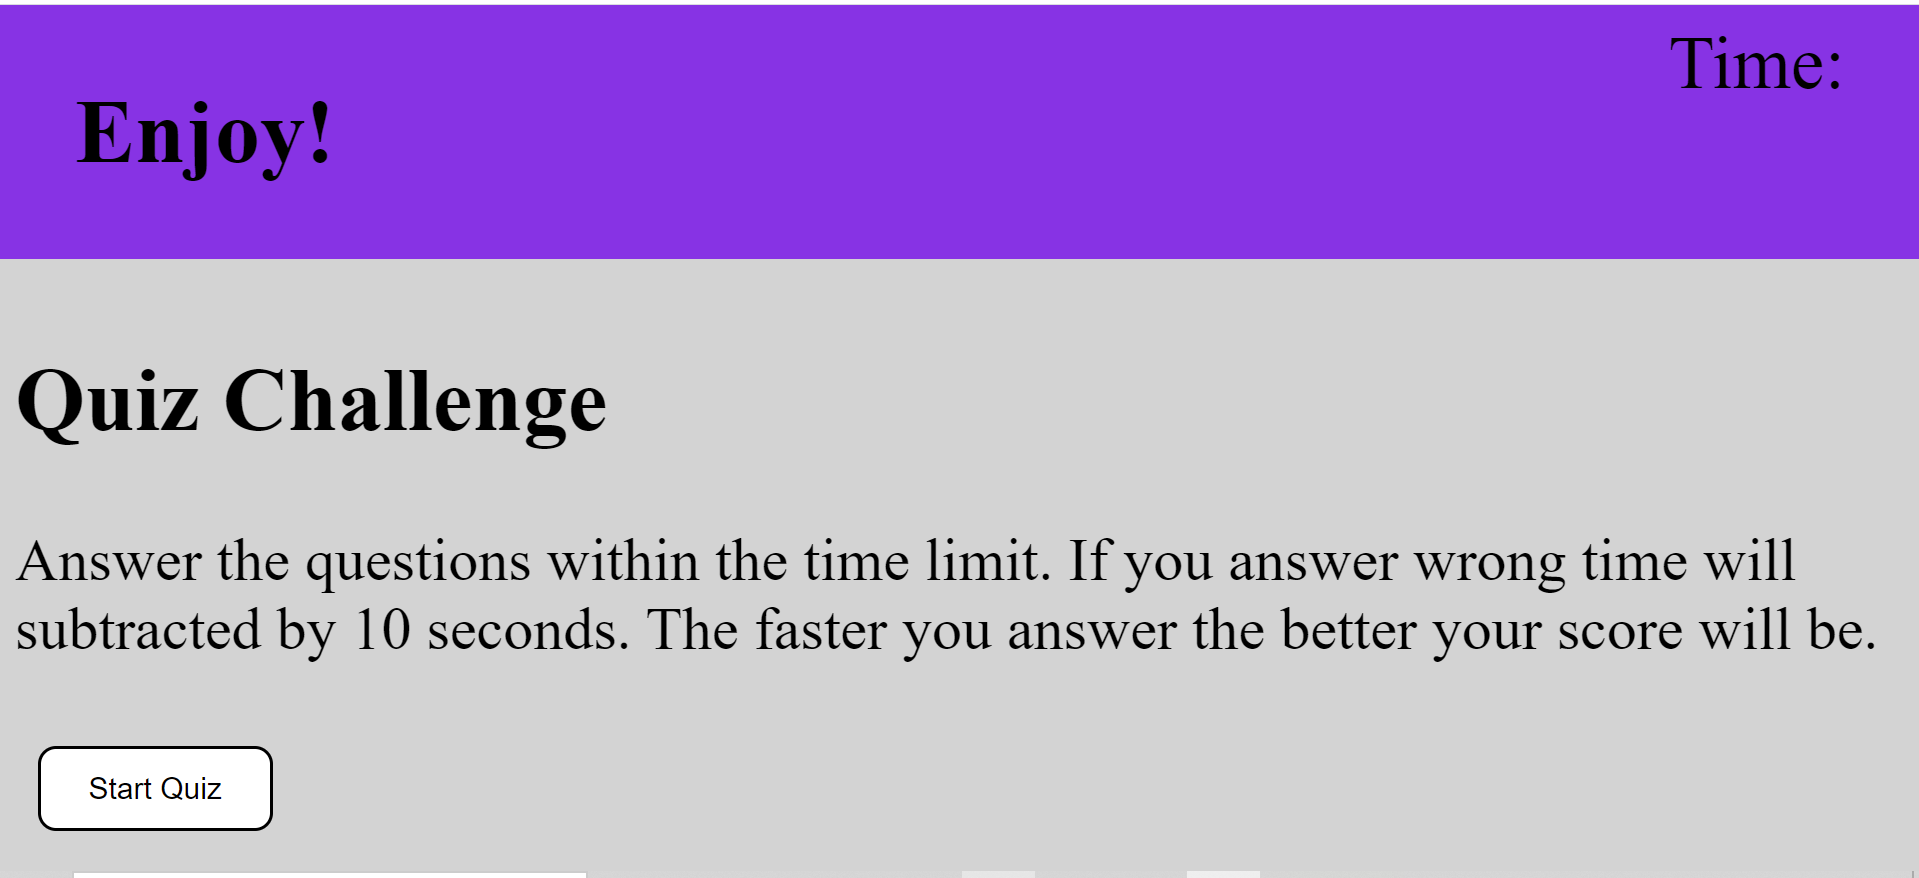 Time:
Enjoy!
Quiz Challenge
Answer the questions within the time limit. If you answer wrong time will
subtracted by 10 seconds. The faster you answer the better your score will be.
Start Quiz